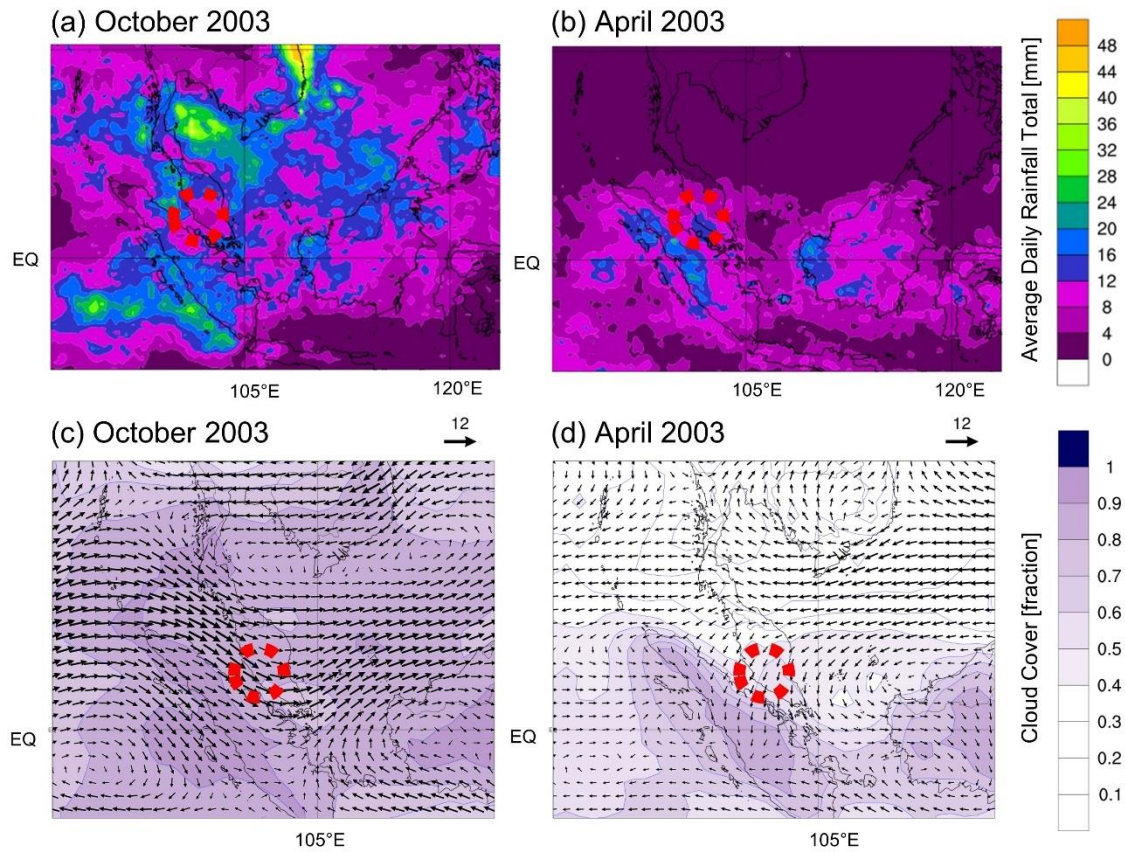 (a) October 2003
(b) April 2003
EQ
105°E
120°E
EQ
105°E
120°E
48
44
40
36
32
28
24
20
16
12
8
4
0
Average Daily Rainfall Total [mm]
(c) October 2003
12
(d) April 2003
12
EQ
105°E
EQ
105°E
1
0.9
0.8
0.7
0.6
0.5
0.4
0.3
0.2
0.1
Cloud Cover [fraction]